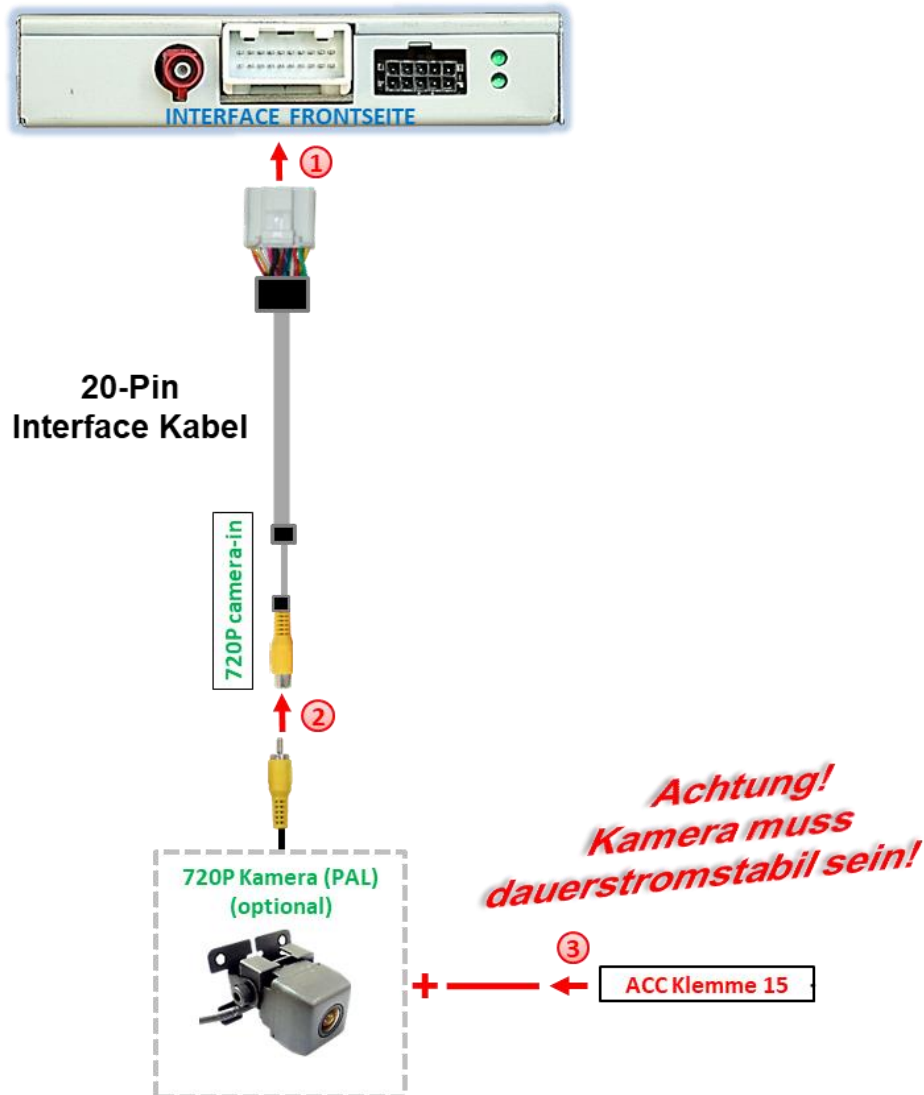 INTERFACE FRONTSEITE
1
20-Pin
Interface Kabel
720P camera-in
2
Achtung!
Kamera muss
dauerstromstabil sein!
720P Kamera (PAL)
(optional)
3
+
ACC Klemme 15